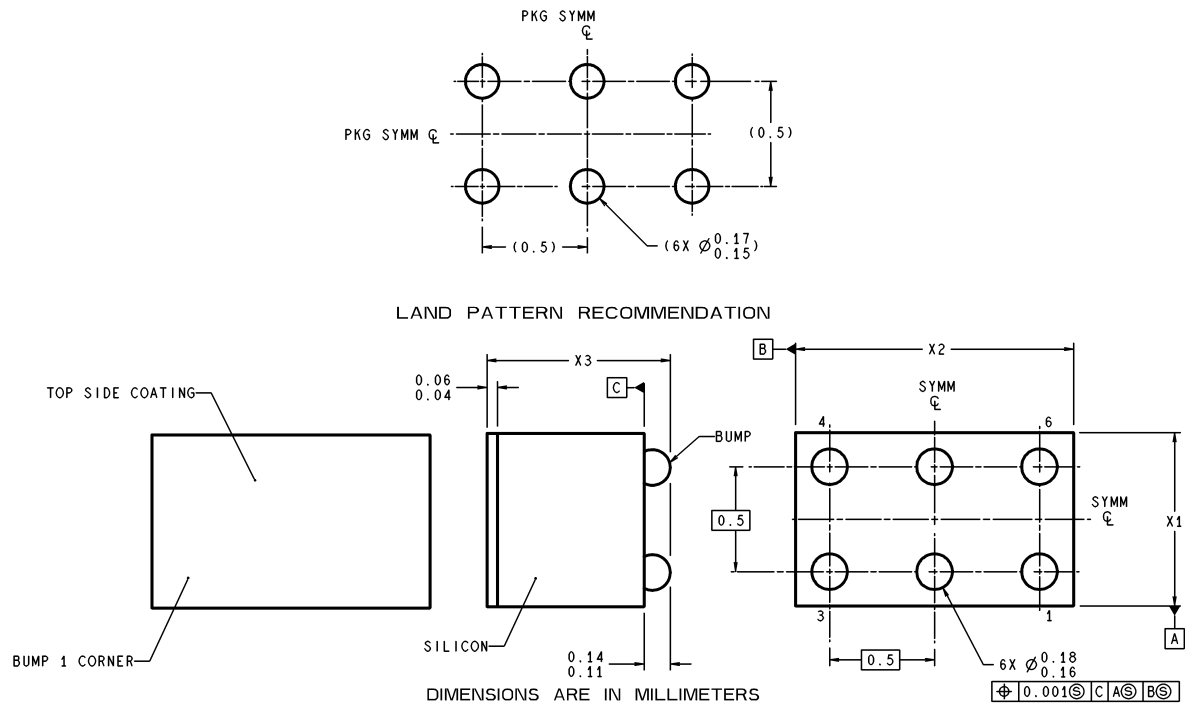 PKG SYMM
℄
PKG SYMM ℄
(0.5)
(0.5)
(6X ⌀ 0.17
0.15)
LAND PATTERN RECOMMENDATION
B
X2
X3
0.06
0.04
C
SYMM
℄
TOP SIDE COATING
4
6
BUMP
0.5
SYMM
℄
X1
3
1
A
SILICON
BUMP 1 CORNER
0.14
0.11
0.5
6X ⌀ 0.18
0.16
⌖ 0.001Ⓢ C AⓈ BⓈ
DIMENSIONS ARE IN MILLIMETERS